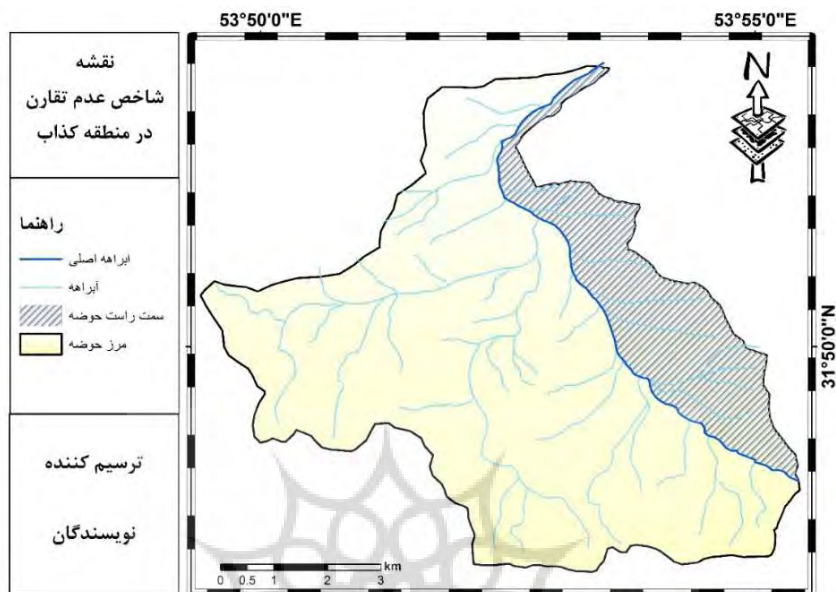 53°50'0"E
53°55'0"E
نقشه
شاخص عدم تقارن
در منطقه کذاب
راهنما
ابراهه اصلی
آبراهه
سمت راست حوضه
مرز حوضه
ترسیم کننده
نویسندگان
N
31°50'0"N
0 0.5 1 2 3 km